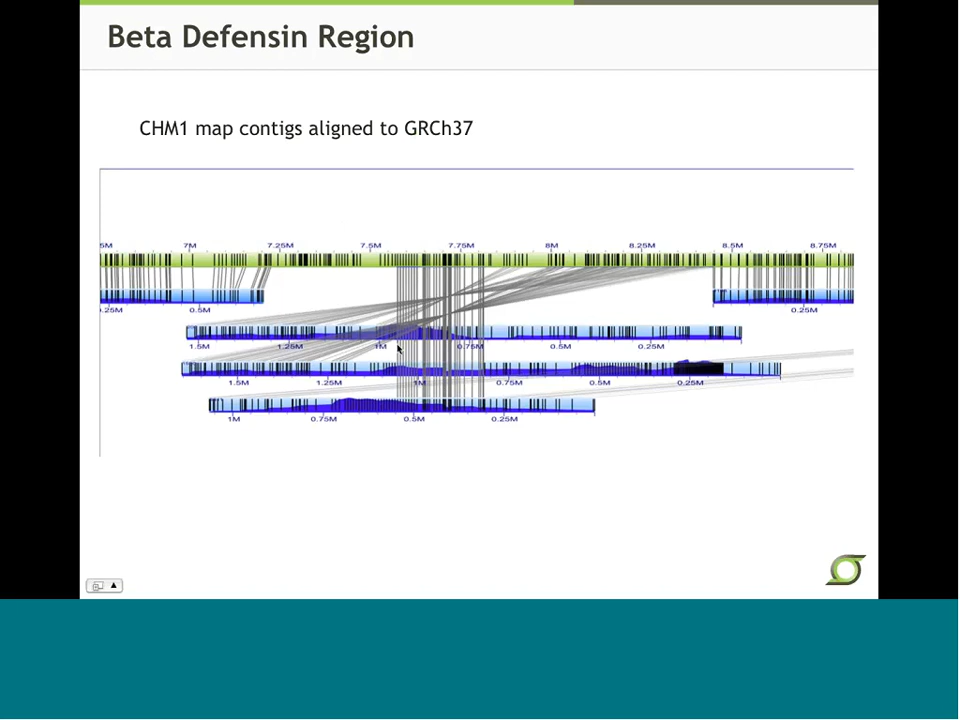 Beta Defensin Region
CHM1 map contigs aligned to GRCh37
5M 7M 7.25M 7.5M 7.75M 8M 8.25M 8.5M 8.75M
0.25M 0.5M 0.25M
1.5M 1.25M 1M 0.75M 0.5M 0.25M
1.5M 1.25M 1M 0.75M 0.5M 0.25M
1M 0.75M 0.5M 0.25M